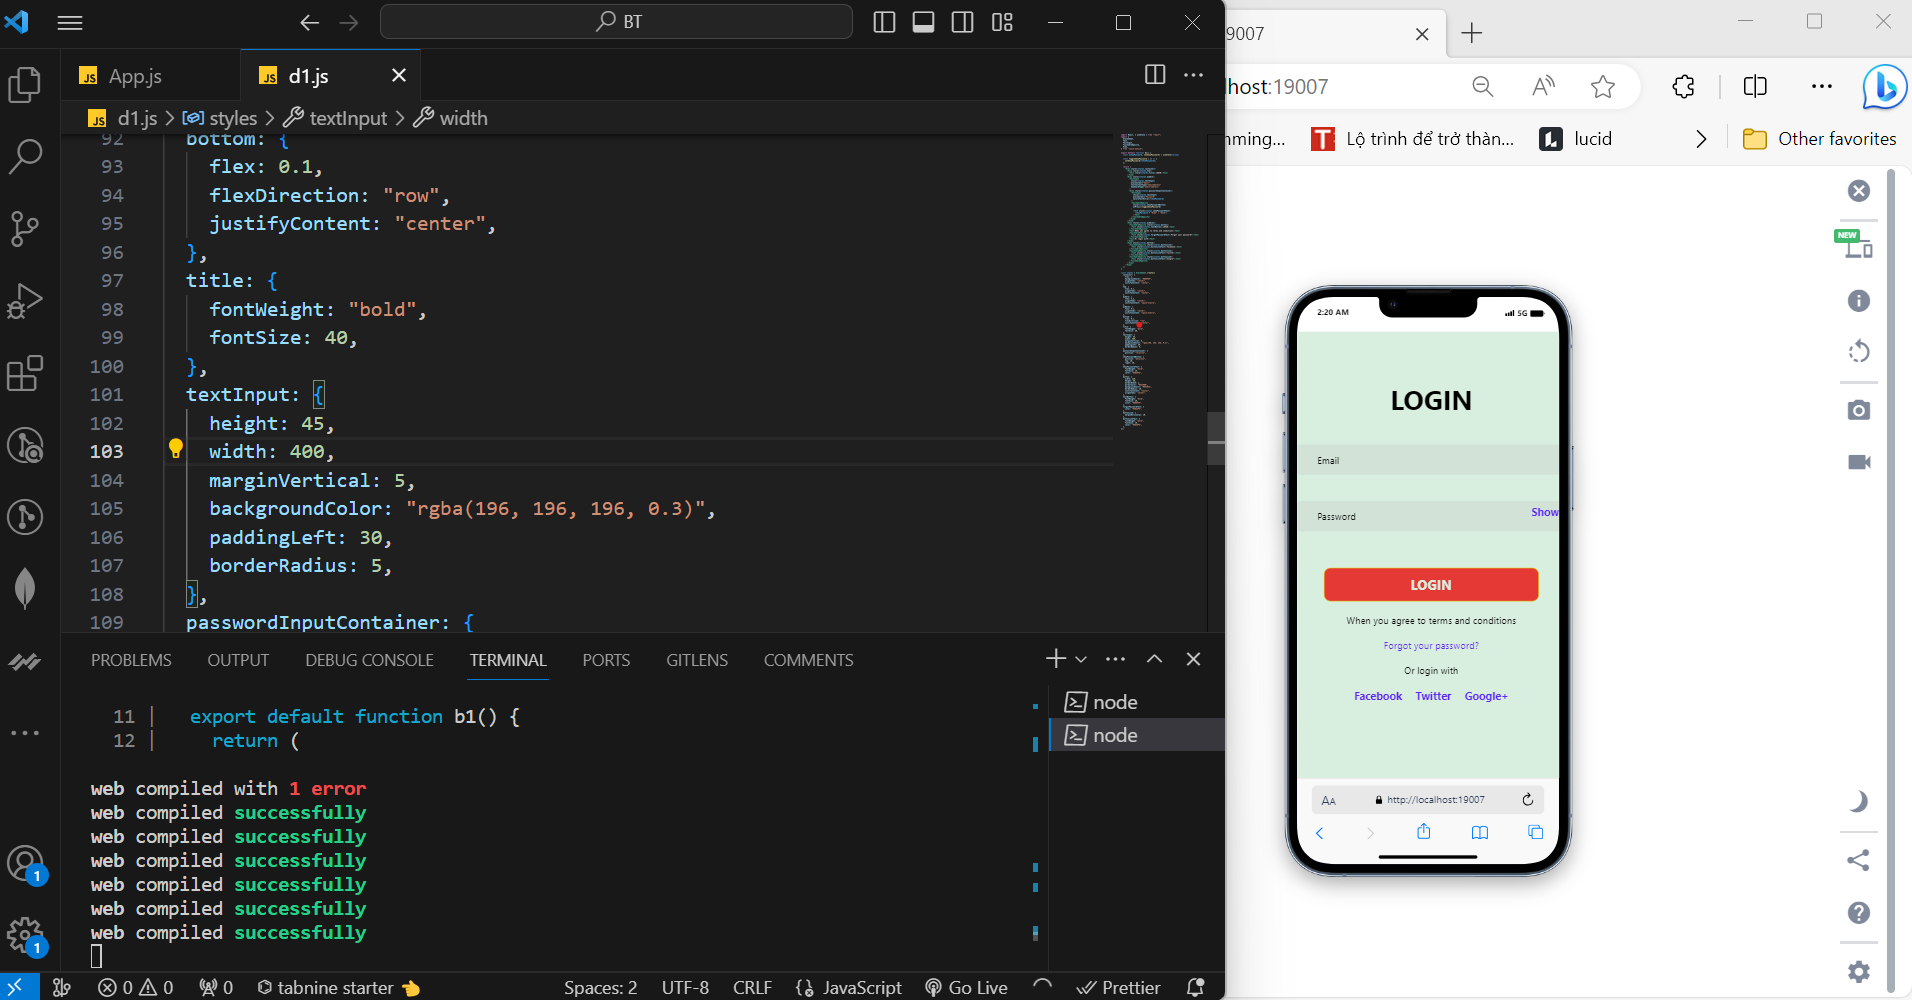 BT
App.js
d1.js
d1.js > styles > textInput > width
92 bottom: {
93 flex: 0.1,
94 flexDirection: "row",
95 justifyContent: "center",
96 },
97 title: {
98 fontWeight: "bold",
99 fontSize: 40,
100 },
101 textInput: {
102 height: 45,
103 width: 400,
104 marginVertical: 5,
105 backgroundColor: "rgba(196, 196, 196, 0.3)",
106 paddingLeft: 30,
107 borderRadius: 5,
108 },
109 passwordInputContainer: {
PROBLEMS OUTPUT DEBUG CONSOLE TERMINAL PORTS GITLENS COMMENTS
11 | export default function b1() {
12 | return (
web compiled with 1 error
web compiled successfully
web compiled successfully
web compiled successfully
web compiled successfully
web compiled successfully
web compiled successfully
node
node
1
1
0 0 0 tabnine starter
Spaces: 2 UTF-8 CRLF JavaScript Go Live Prettier
9007
lhost:19007
mming... Lộ trình để trở thàn... lucid Other favorites
NEW
2:20 AM 5G
LOGIN
Email
Password Show
LOGIN
When you agree to terms and conditions
Forgot your password?
Or login with
Facebook Twitter Google+
AA http://localhost:19007